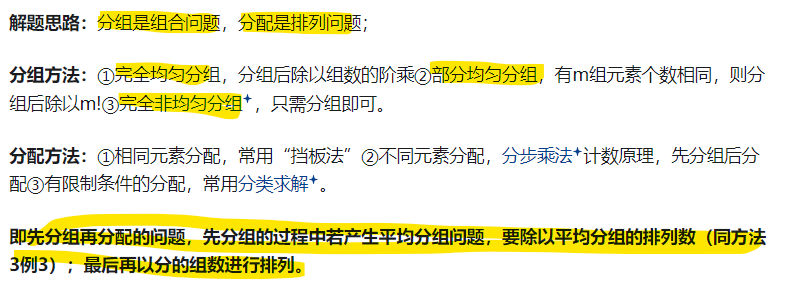 解题思路：分组是组合问题，分配是排列问题；
分组方法：①完全均匀分组，分组后除以组数的阶乘②部分均匀分组，有m组元素个数相同，则分
组后除以m!③完全非均匀分组，只需分组即可。
分配方法：①相同元素分配，常用“挡板法”②不同元素分配，分步乘法计数原理，先分组后分
配③有限制条件的分配，常用分类求解。
即先分组再分配的问题，先分组的过程中若产生平均分组问题，要除以平均分组的排列数（同方法
3例3）；最后再以分的组数进行排列。